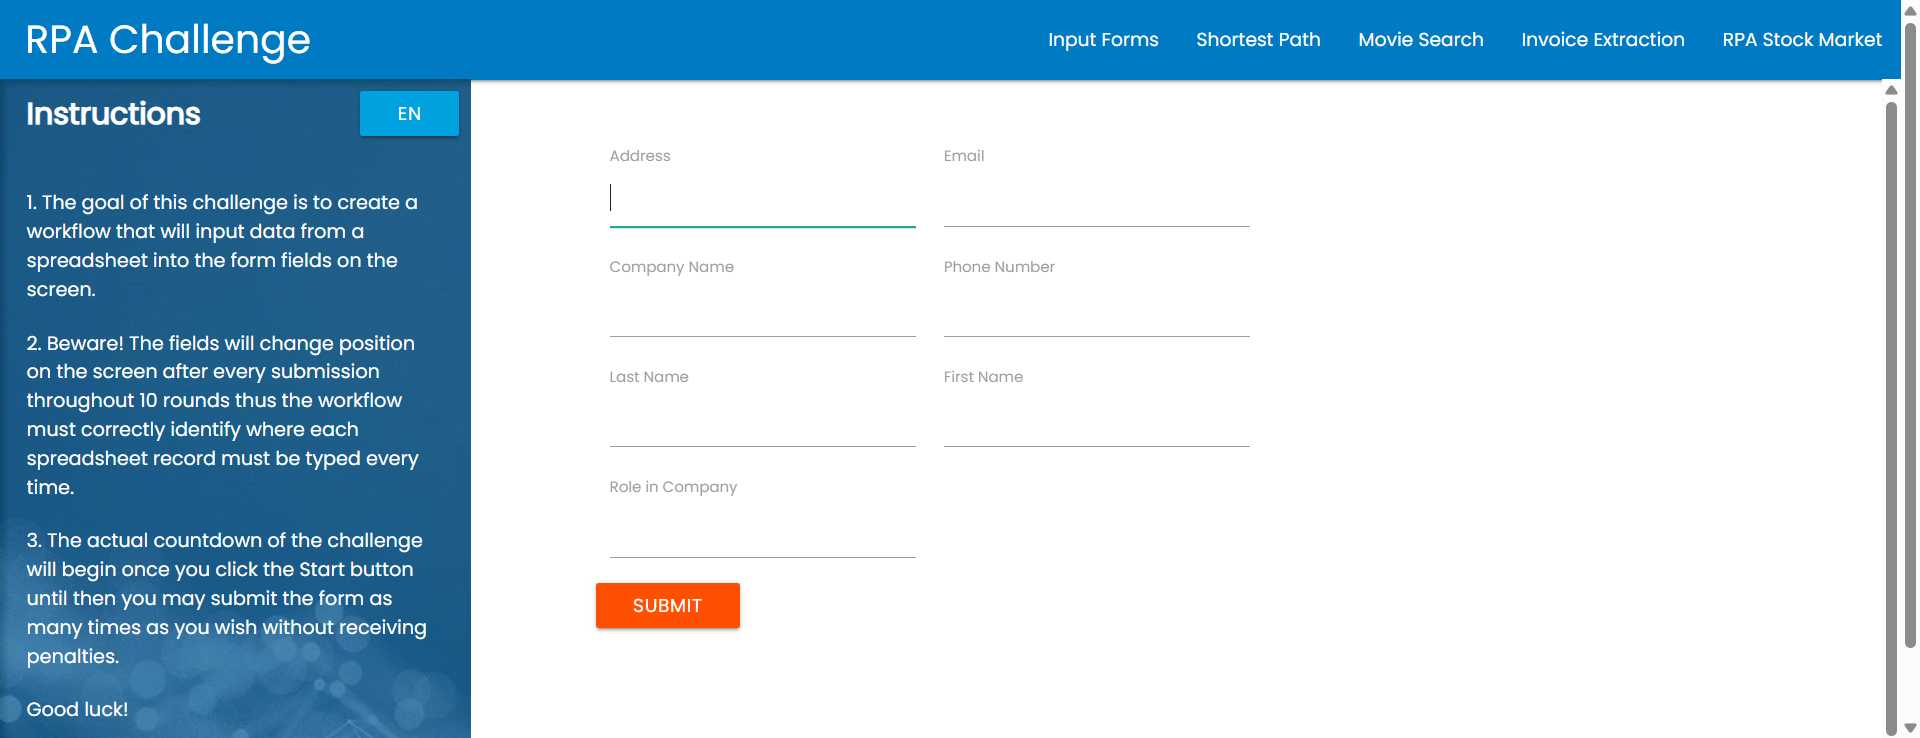 RPA Challenge
Input Forms
Shortest Path
Movie Search
Invoice Extraction
RPA Stock Market
Instructions
EN
1. The goal of this challenge is to create a
workflow that will input data from a
spreadsheet into the form fields on the
screen.
2. Beware! The fields will change position
on the screen after every submission
throughout 10 rounds thus the workflow
must correctly identify where each
spreadsheet record must be typed every
time.
3. The actual countdown of the challenge
will begin once you click the Start button
until then you may submit the form as
many times as you wish without receiving
penalties.
Good luck!
Address
Email
Company Name
Phone Number
Last Name
First Name
Role in Company
SUBMIT